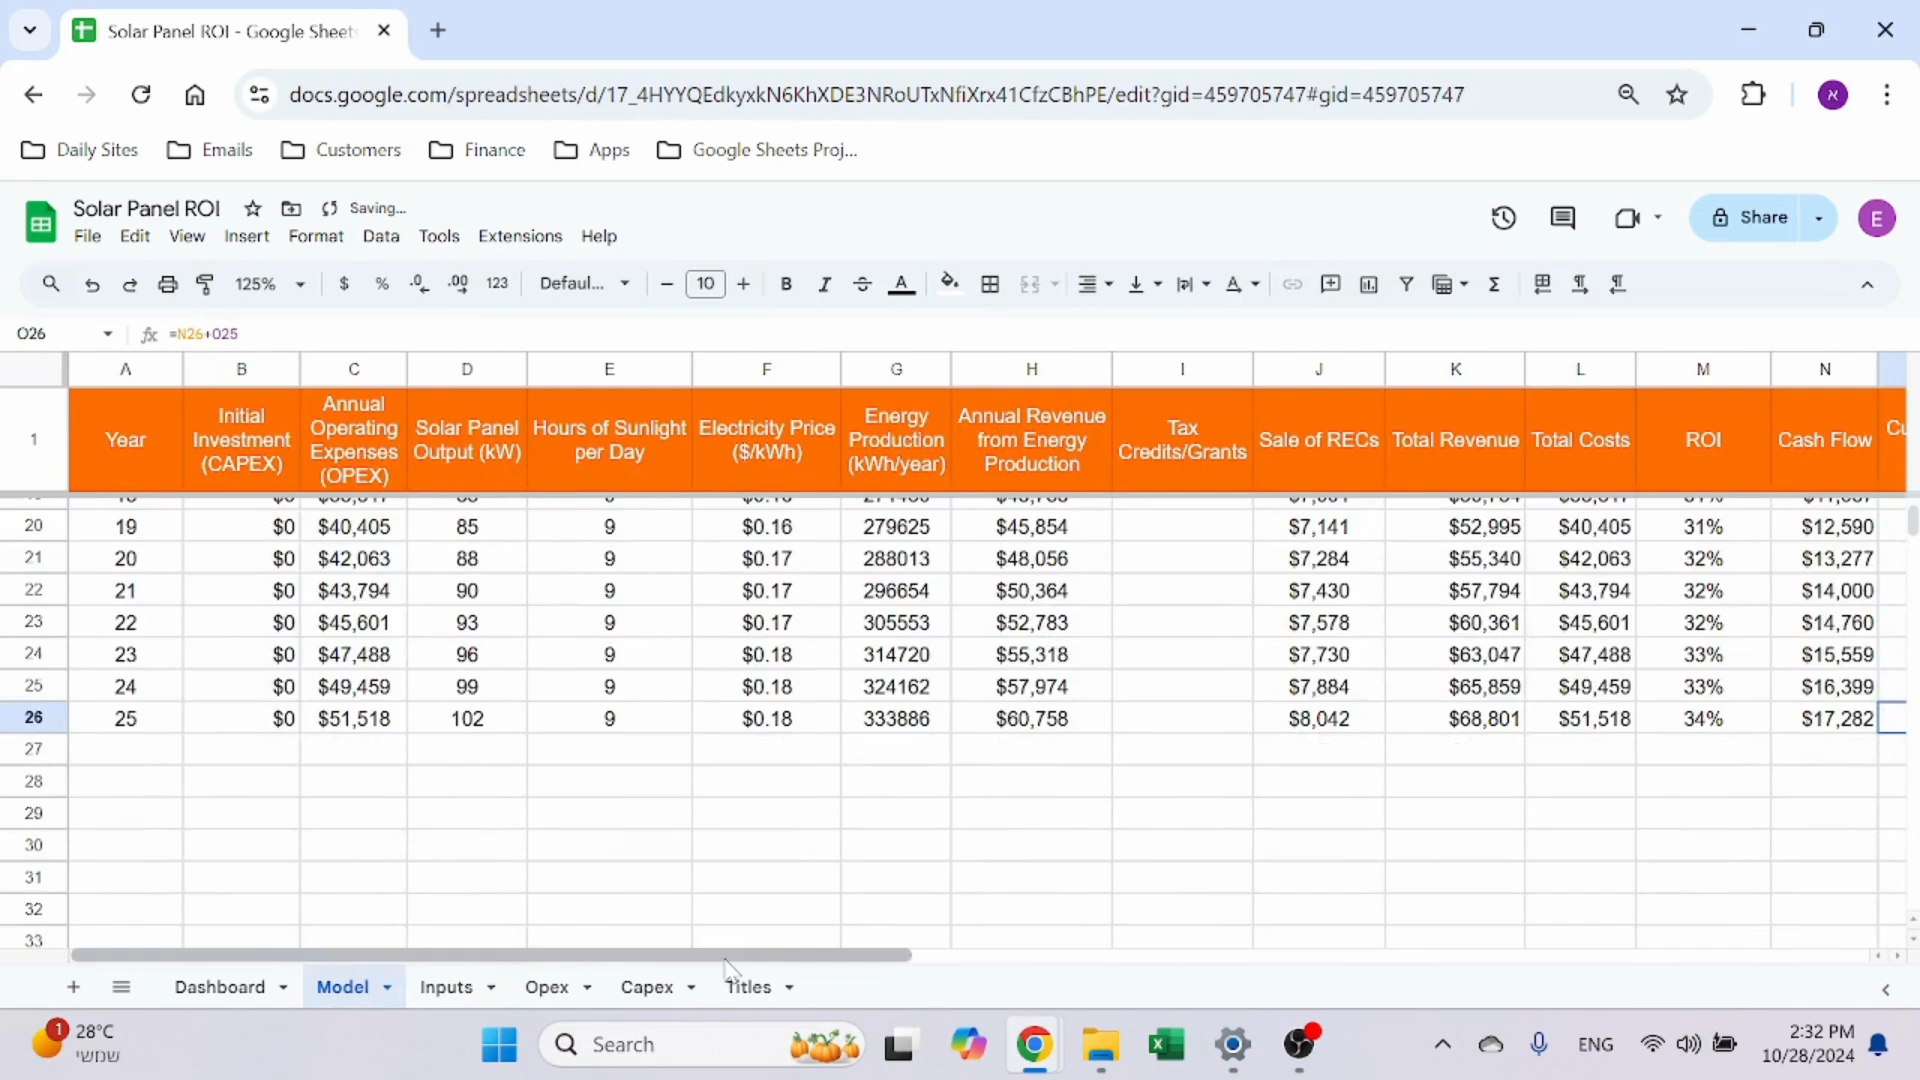 Solar Panel ROI - Google Sheets
docs.google.com/spreadsheets/d/17_4HYYQEdkyxkN6KhXDE3NRoUTxNfiXrx41CfzCBhPE/edit?gid=459705747#gid=459705747
א
Daily Sites Emails Customers Finance Apps Google Sheets Proj...
Solar Panel ROI Saving...
File Edit View Insert Format Data Tools Extensions Help
Share
E
125% $ % .0 .00 123 Defaul... 10 B I A
O26 fx =N26+O25
A B C D E F G H I J K L M N
1 Year Initial Investment (CAPEX) Annual Operating Expenses (OPEX) Solar Panel Output (kW) Hours of Sunlight per Day Electricity Price ($/kWh) Energy Production (kWh/year) Annual Revenue from Energy Production Tax Credits/Grants Sale of RECs Total Revenue Total Costs ROI Cash Flow
20 19 $0 $40,405 85 9 $0.16 279625 $45,854 $7,141 $52,995 $40,405 31% $12,590
21 20 $0 $42,063 88 9 $0.17 288013 $48,056 $7,284 $55,340 $42,063 32% $13,277
22 21 $0 $43,794 90 9 $0.17 296654 $50,364 $7,430 $57,794 $43,794 32% $14,000
23 22 $0 $45,601 93 9 $0.17 305553 $52,783 $7,578 $60,361 $45,601 32% $14,760
24 23 $0 $47,488 96 9 $0.18 314720 $55,318 $7,730 $63,047 $47,488 33% $15,559
25 24 $0 $49,459 99 9 $0.18 324162 $57,974 $7,884 $65,859 $49,459 33% $16,399
26 25 $0 $51,518 102 9 $0.18 333886 $60,758 $8,042 $68,801 $51,518 34% $17,282
27
28
29
30
31
32
33
Dashboard Model Inputs Opex Capex Titles
1 28°C
שמשי
Search
ENG
2:32 PM
10/28/2024